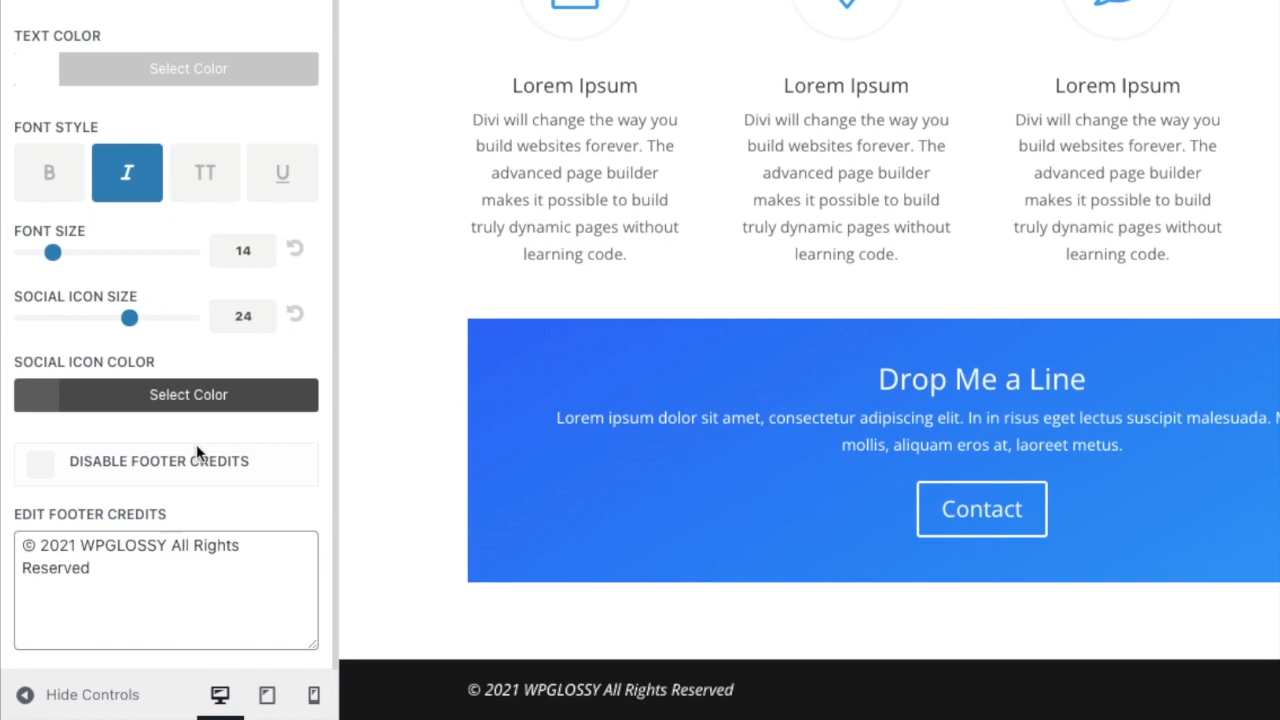 TEXT COLOR
Select Color
FONT STYLE
B I TT U
FONT SIZE
14
SOCIAL ICON SIZE
24
SOCIAL ICON COLOR
Select Color
DISABLE FOOTER CREDITS
EDIT FOOTER CREDITS
© 2021 WPGLOSSY All Rights
Reserved
Hide Controls
Lorem Ipsum
Divi will change the way you
build websites forever. The
advanced page builder
makes it possible to build
truly dynamic pages without
learning code.
Lorem Ipsum
Divi will change the way you
build websites forever. The
advanced page builder
makes it possible to build
truly dynamic pages without
learning code.
Lorem Ipsum
Divi will change the way you
build websites forever. The
advanced page builder
makes it possible to build
truly dynamic pages without
learning code.
Drop Me a Line
Lorem ipsum dolor sit amet, consectetur adipiscing elit. In in risus eget lectus suscipit malesuada.
mollis, aliquam eros at, laoreet metus.
Contact
© 2021 WPGLOSSY All Rights Reserved